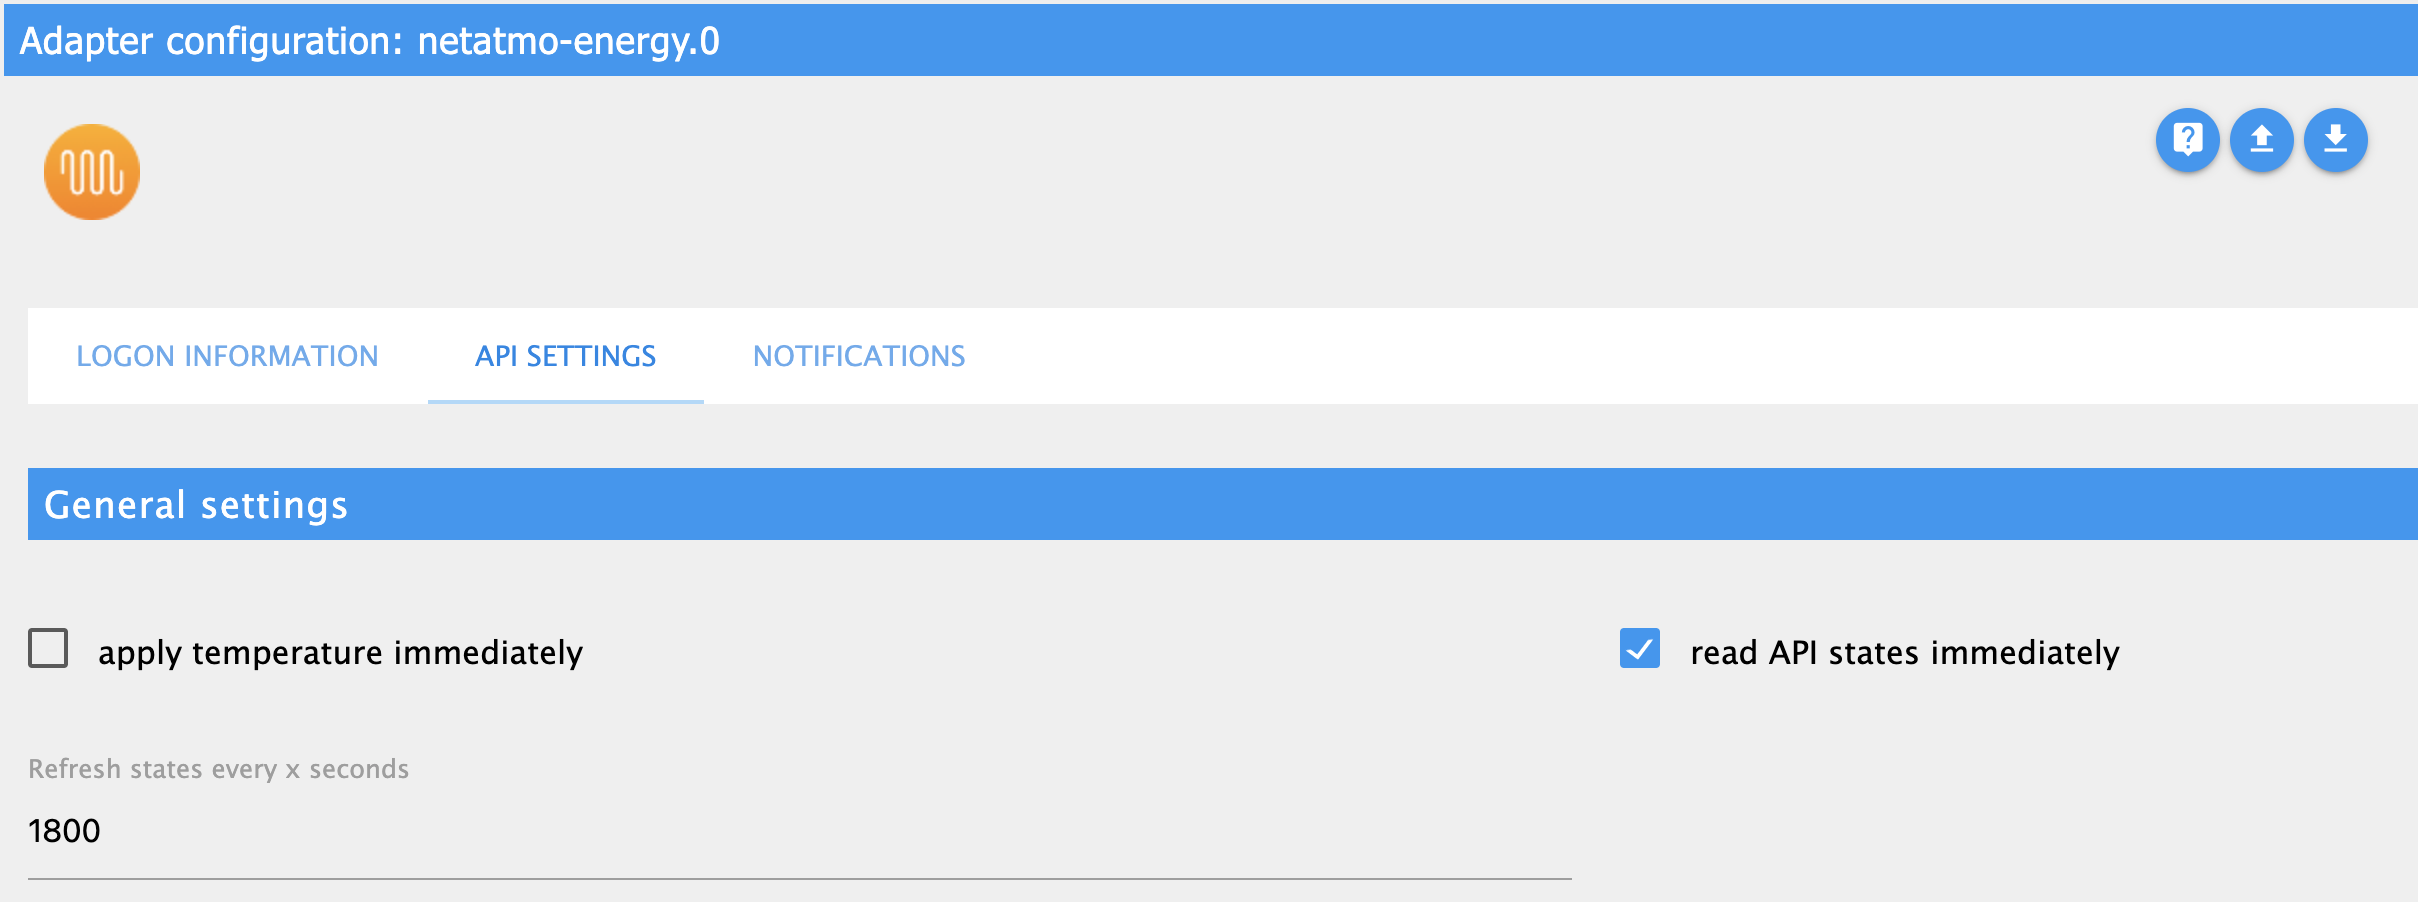 Adapter configuration: netatmo-energy.0
?
LOGON INFORMATION API SETTINGS NOTIFICATIONS
General settings
apply temperature immediately read API states immediately
Refresh states every x seconds
1800